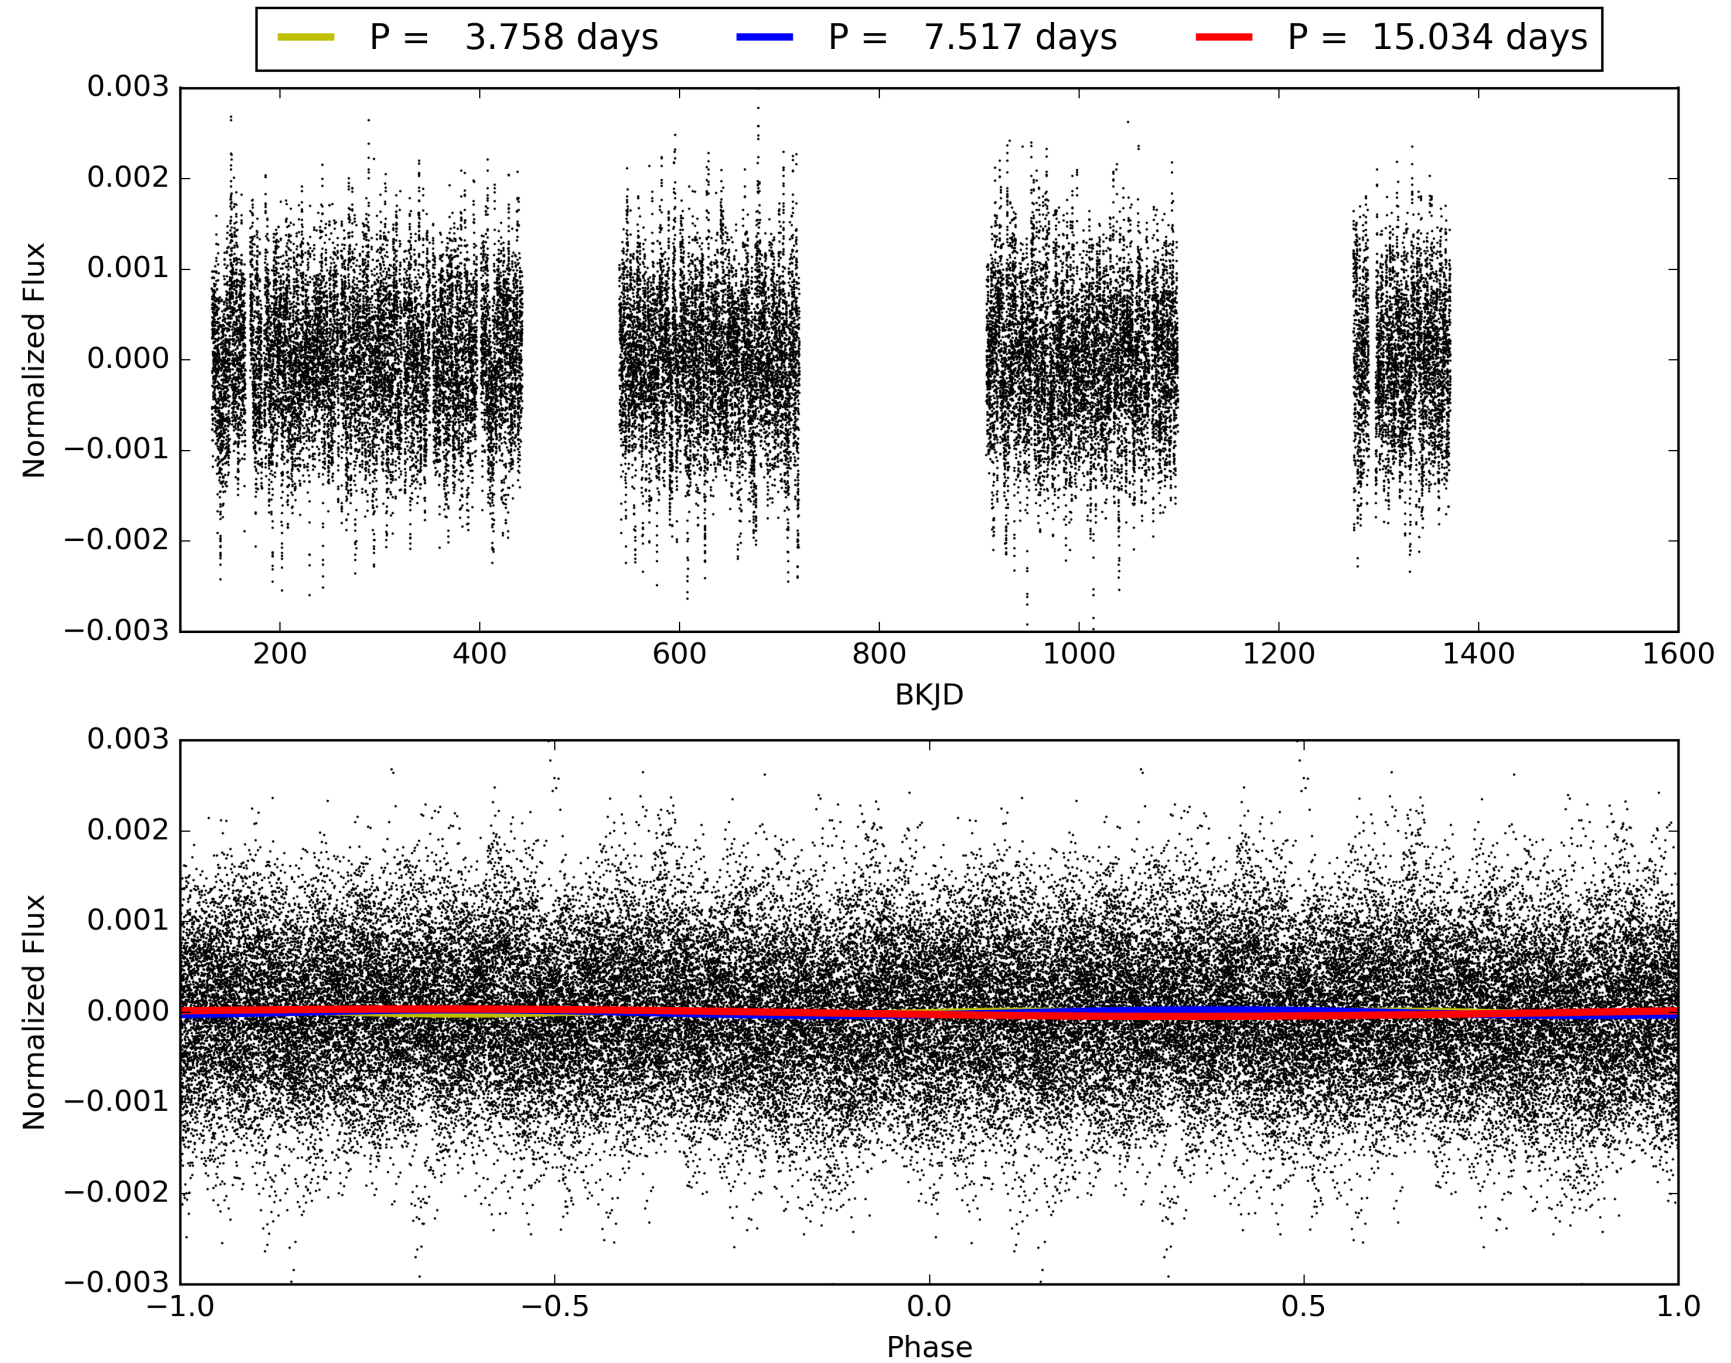 P = 3.758 days P = 7.517 days P = 15.034 days
0.003
0.002
0.001
0.000
−0.001
−0.002
−0.003
Normalized Flux
200 400 600 800 1000 1200 1400 1600
BKJD
0.003
0.002
0.001
0.000
−0.001
−0.002
−0.003
Normalized Flux
−1.0 −0.5 0.0 0.5 1.0
Phase